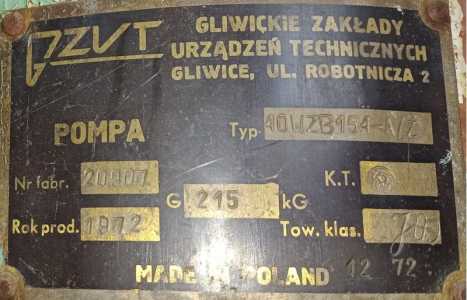 GZUT
GLIWICKIE ZAKŁADY
URZĄDZEŃ TECHNICZNYCH
GLIWICE, UL. ROBOTNICZA 2
POMPA Typ
Nr fabr. K.T.
G 215 kG
Rok prod. 1972 Tow. klas.
MADE IN POLAND 12 72